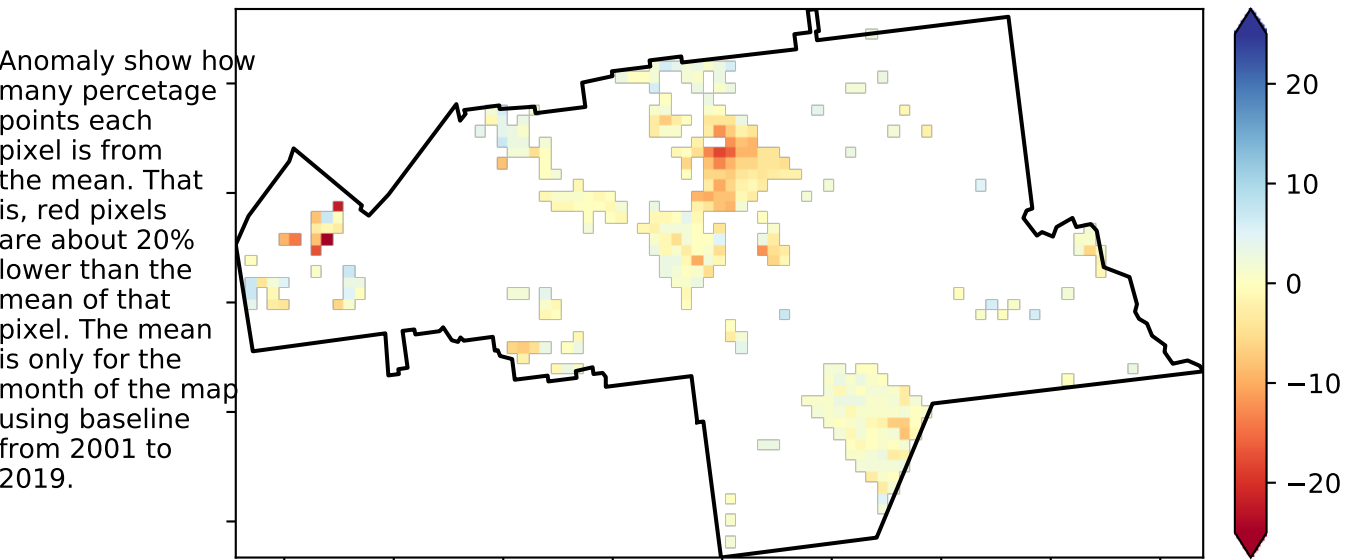 Anomaly show how
many percetage
points each
pixel is from
the mean. That
is, red pixels
are about 20%
lower than the
mean of that
pixel. The mean
is only for the
month of the map
using baseline
from 2001 to
2019.
20
10
0
−10
−20